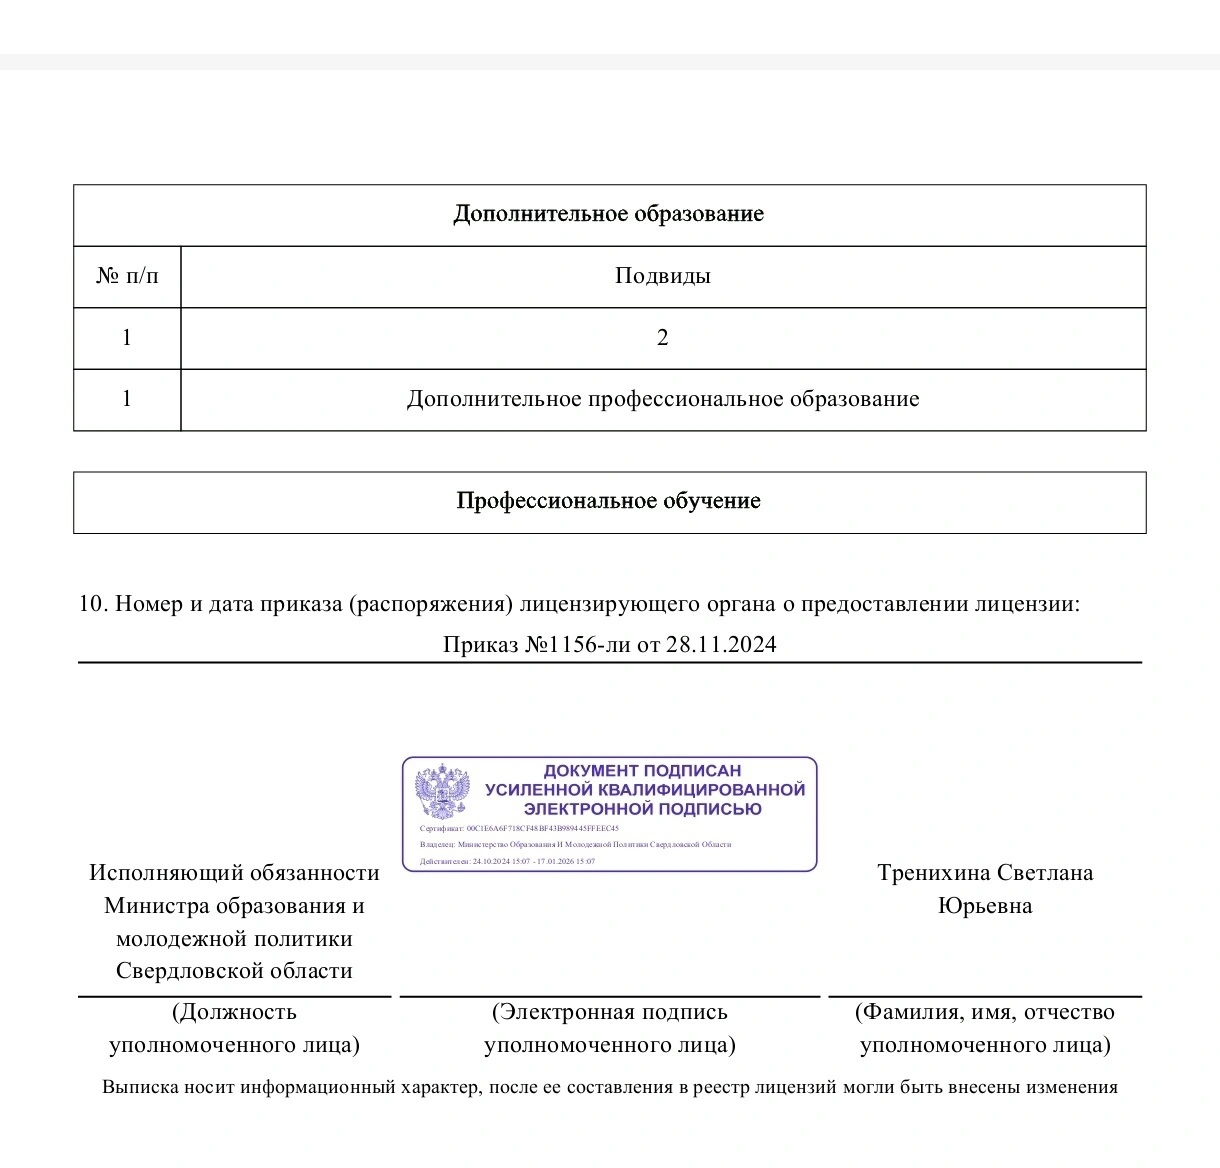 Дополнительное образование
№ п/п Подвиды
1 2
1 Дополнительное профессиональное образование
Профессиональное обучение
10. Номер и дата приказа (распоряжения) лицензирующего органа о предоставлении лицензии:
Приказ №1156-ли от 28.11.2024
ДОКУМЕНТ ПОДПИСАН
УСИЛЕННОЙ КВАЛИФИЦИРОВАННОЙ
ЭЛЕКТРОННОЙ ПОДПИСЬЮ
Сертификат: 00C1E6A6F718CF48BF43B989445FFEEC45
Владелец: Министерство Образования И Молодежной Политики Свердловской Области
Действителен: 24.10.2024 15:07 - 17.01.2026 15:07
Исполняющий обязанности
Министра образования и
молодежной политики
Свердловской области
Тренихина Светлана
Юрьевна
(Должность
уполномоченного лица)
(Электронная подпись
уполномоченного лица)
(Фамилия, имя, отчество
уполномоченного лица)
Выписка носит информационный характер, после ее составления в реестр лицензий могли быть внесены изменения